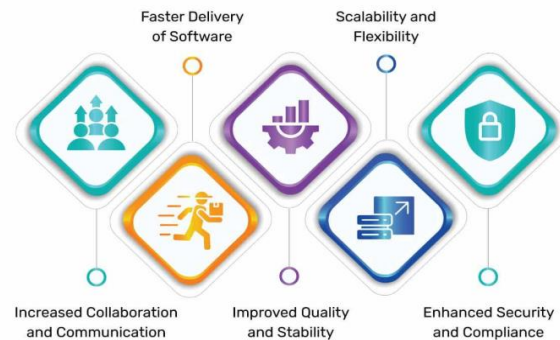 Faster Delivery
of Software
Scalability and
Flexibility
Increased Collaboration
and Communication
Improved Quality
and Stability
Enhanced Security
and Compliance